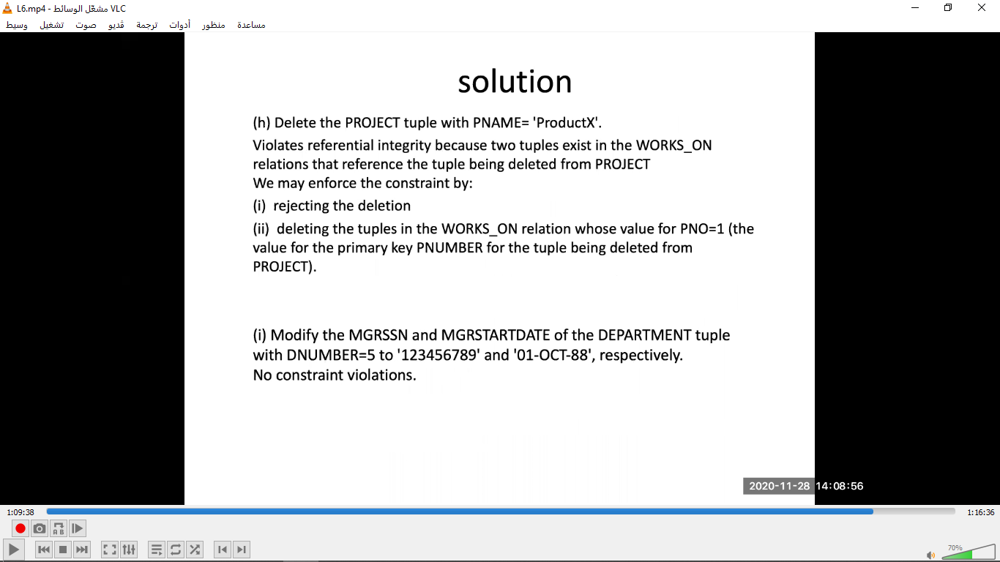 L6.mp4 - مشغّل الوسائط VLC
وسيط تشغيل صوت ڤديو ترجمة أدوات منظور مساعدة
solution
(h) Delete the PROJECT tuple with PNAME= 'ProductX'.
Violates referential integrity because two tuples exist in the WORKS_ON
relations that reference the tuple being deleted from PROJECT
We may enforce the constraint by:
(i) rejecting the deletion
(ii) deleting the tuples in the WORKS_ON relation whose value for PNO=1 (the
value for the primary key PNUMBER for the tuple being deleted from
PROJECT).
(i) Modify the MGRSSN and MGRSTARTDATE of the DEPARTMENT tuple
with DNUMBER=5 to '123456789' and '01-OCT-88', respectively.
No constraint violations.
2020-11-28 14:08:56
1:09:38 1:16:36
A B
70%